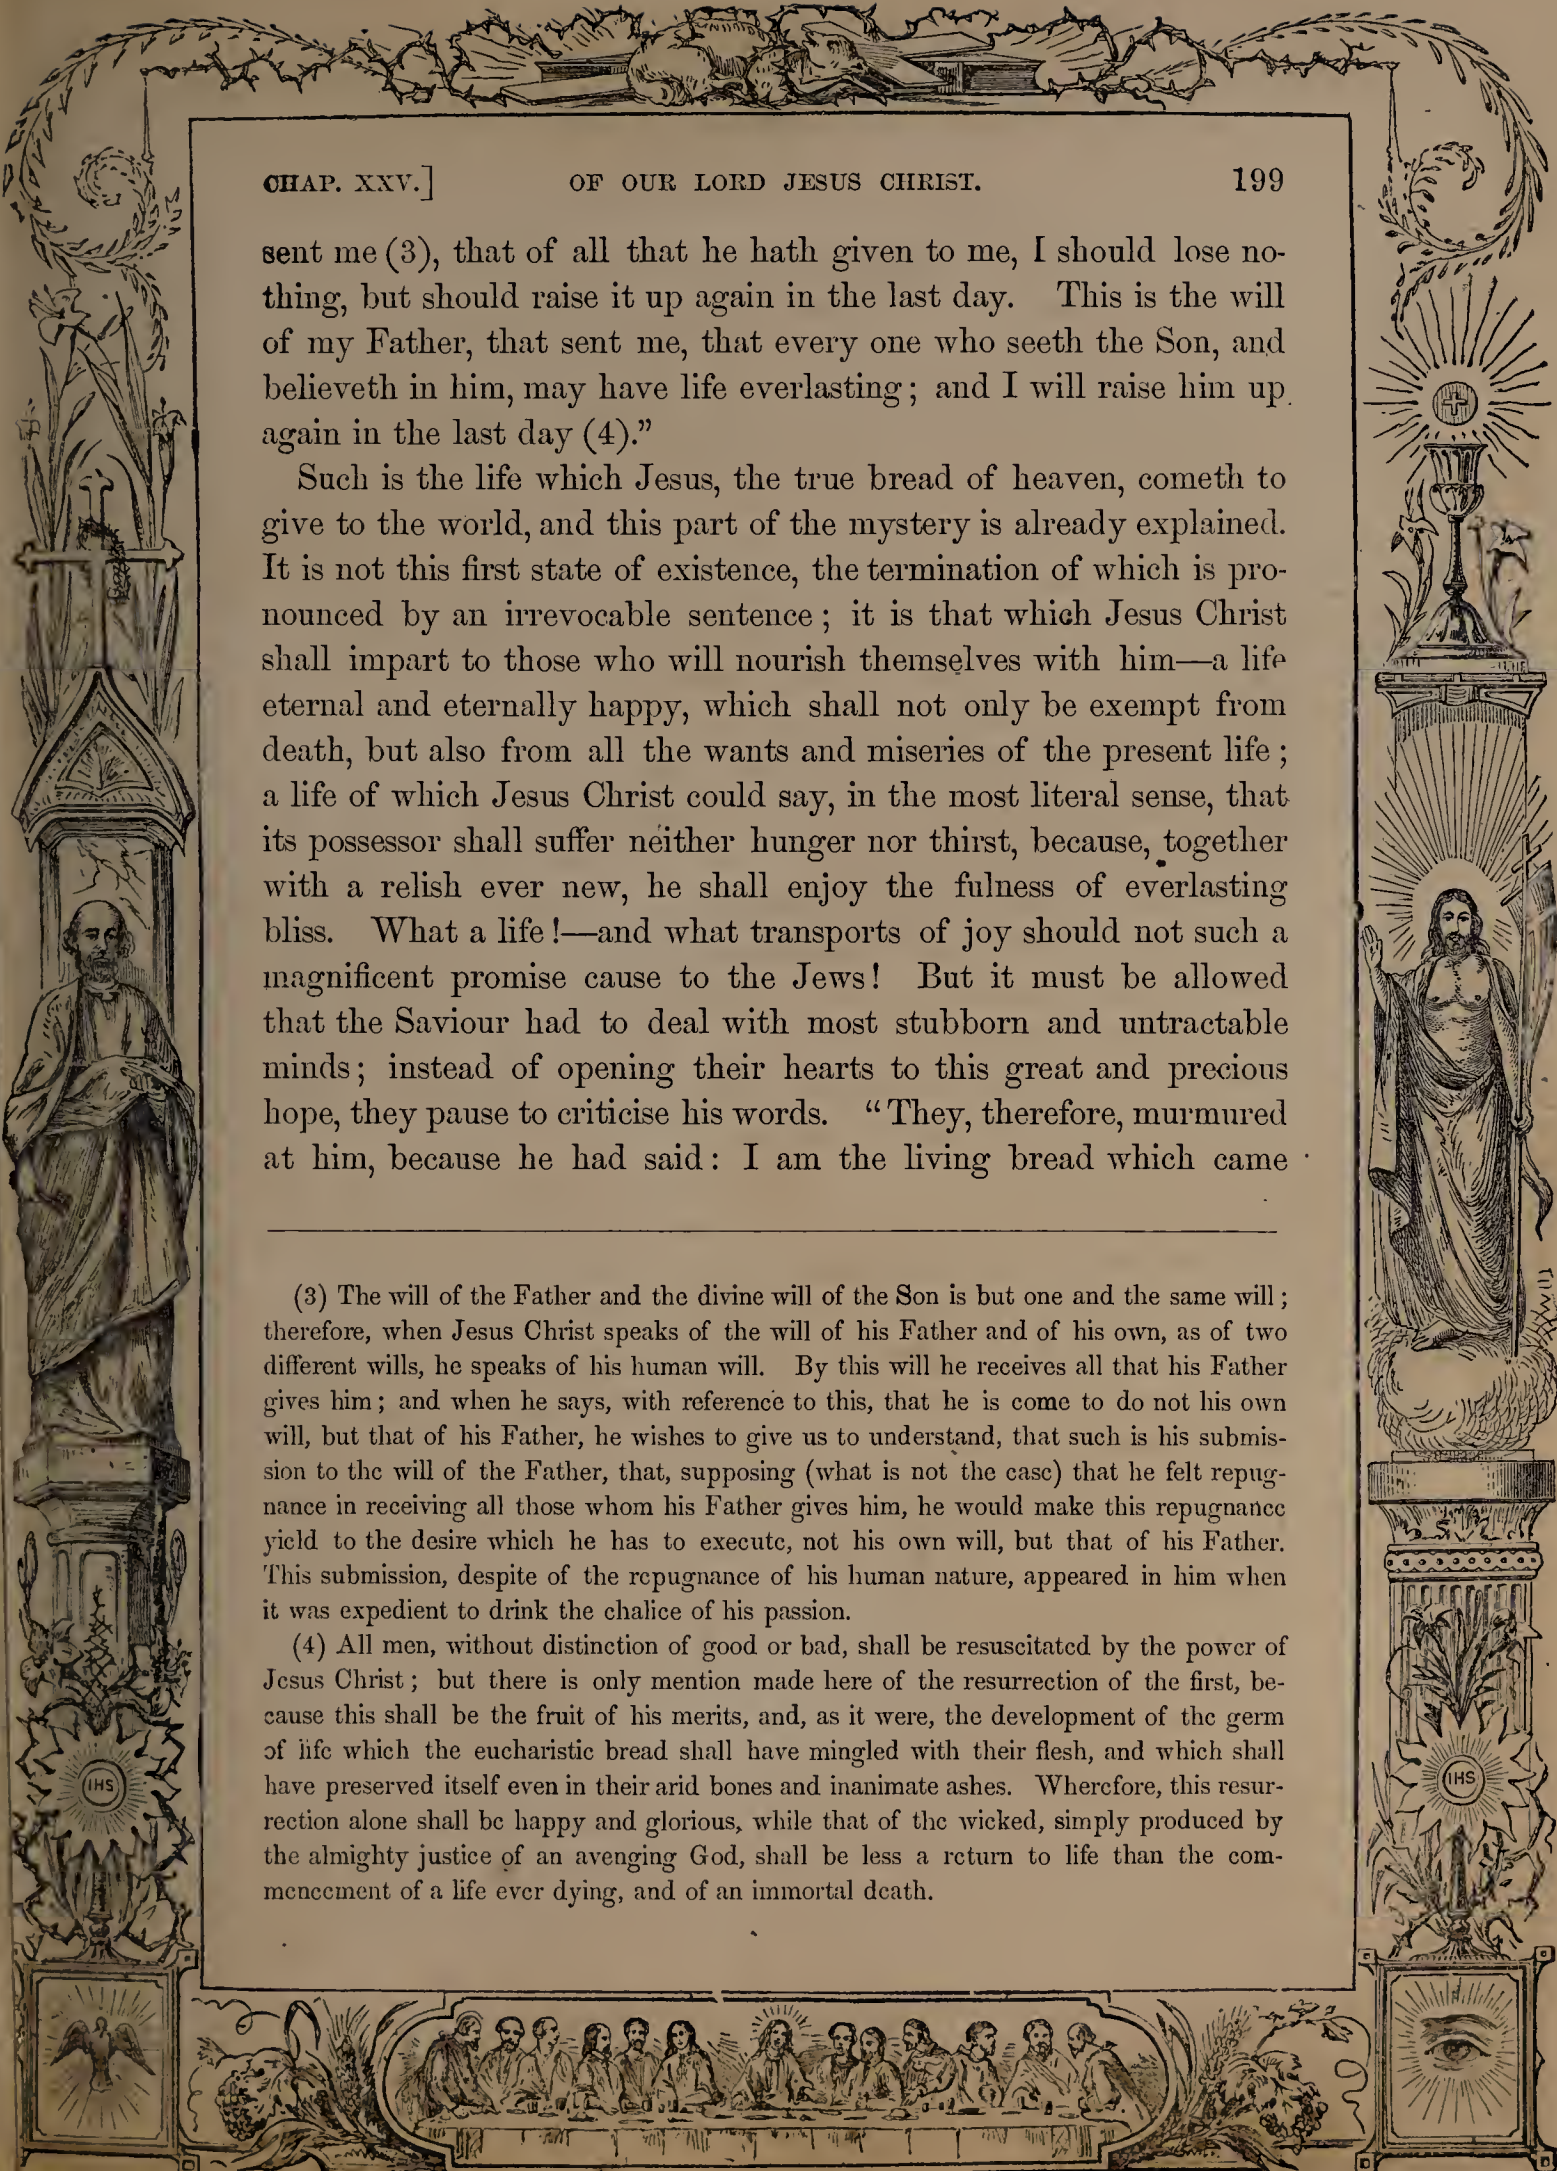 CHAP. XXV.] OF OUR LORD JESUS CHRIST. 199
sent me (3), that of all that he hath given to me, I should lose no-
thing, but should raise it up again in the last day. This is the will
of my Father, that sent me, that every one who seeth the Son, and
believeth in him, may have life everlasting; and I will raise him up
again in the last day (4).”
Such is the life which Jesus, the true bread of heaven, cometh to
give to the world, and this part of the mystery is already explained.
It is not this first state of existence, the termination of which is pro-
nounced by an irrevocable sentence; it is that which Jesus Christ
shall impart to those who will nourish themselves with him—a life
eternal and eternally happy, which shall not only be exempt from
death, but also from all the wants and miseries of the present life;
a life of which Jesus Christ could say, in the most literal sense, that
its possessor shall suffer neither hunger nor thirst, because, together
with a relish ever new, he shall enjoy the fulness of everlasting
bliss. What a life!—and what transports of joy should not such a
magnificent promise cause to the Jews! But it must be allowed
that the Saviour had to deal with most stubborn and untractable
minds; instead of opening their hearts to this great and precious
hope, they pause to criticise his words. “They, therefore, murmured
at him, because he had said: I am the living bread which came
(3) The will of the Father and the divine will of the Son is but one and the same will;
therefore, when Jesus Christ speaks of the will of his Father and of his own, as of two
different wills, he speaks of his human will. By this will he receives all that his Father
gives him; and when he says, with reference to this, that he is come to do not his own
will, but that of his Father, he wishes to give us to understand, that such is his submis-
sion to the will of the Father, that, supposing (what is not the case) that he felt repug-
nance in receiving all those whom his Father gives him, he would make this repugnance
yield to the desire which he has to execute, not his own will, but that of his Father.
This submission, despite of the repugnance of his human nature, appeared in him when
it was expedient to drink the chalice of his passion.
(4) All men, without distinction of good or bad, shall be resuscitated by the power of
Jesus Christ; but there is only mention made here of the resurrection of the first, be-
cause this shall be the fruit of his merits, and, as it were, the development of the germ
of life which the eucharistic bread shall have mingled with their flesh, and which shall
have preserved itself even in their arid bones and inanimate ashes. Wherefore, this resur-
rection alone shall be happy and glorious, while that of the wicked, simply produced by
the almighty justice of an avenging God, shall be less a return to life than the com-
mencement of a life ever dying, and of an immortal death.
IHS
IHS